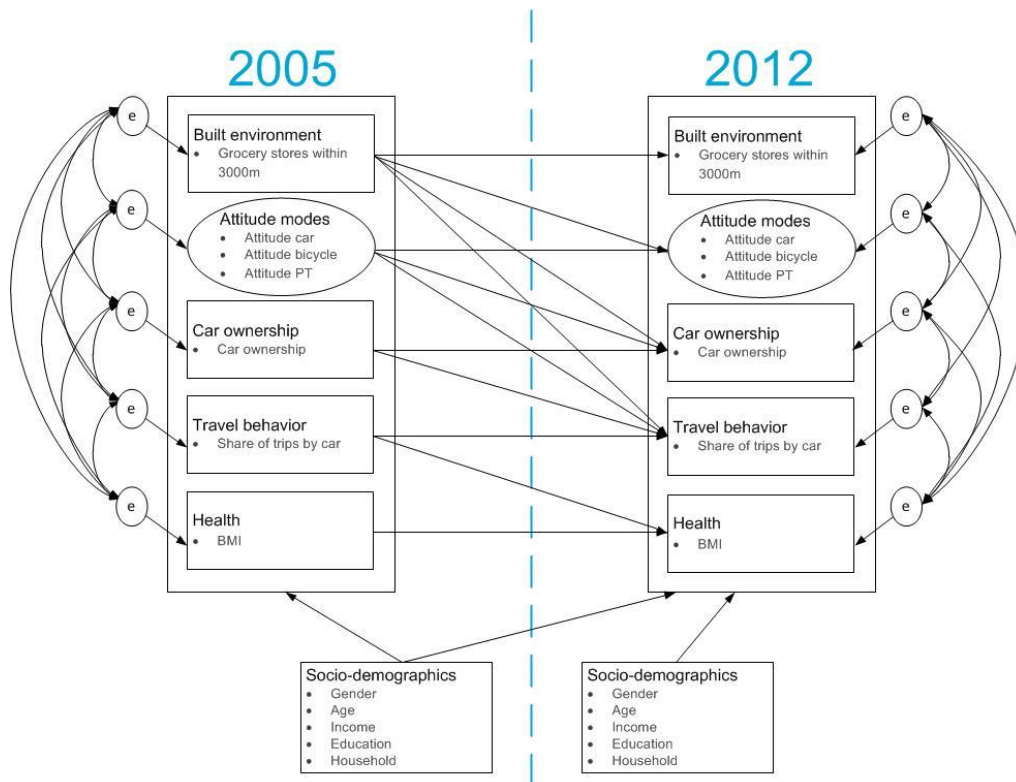 2005
2012
e
Built environment
• Grocery stores within
3000m
e
Attitude modes
• Attitude car
• Attitude bicycle
• Attitude PT
e
Car ownership
• Car ownership
e
Travel behavior
• Share of trips by car
e
Health
• BMI
Built environment
• Grocery stores within
3000m
e
Attitude modes
• Attitude car
• Attitude bicycle
• Attitude PT
e
Car ownership
• Car ownership
e
Travel behavior
• Share of trips by car
e
Health
• BMI
e
Socio-demographics
• Gender
• Age
• Income
• Education
• Household
Socio-demographics
• Gender
• Age
• Income
• Education
• Household